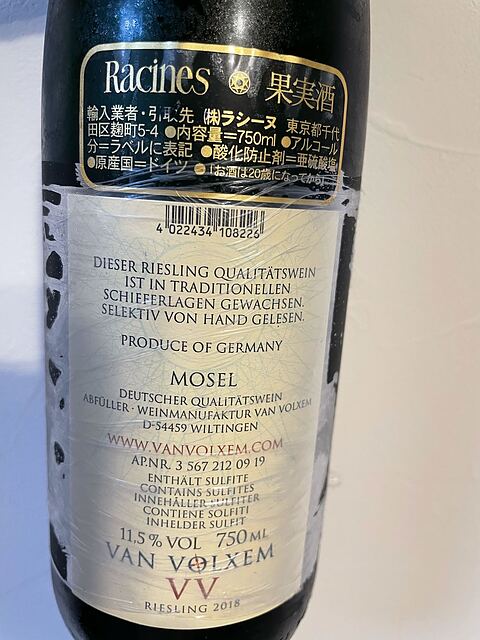 Racines 果実酒
輸入業者・引取先 (株)ラシーヌ 東京都千代
田区麹町5-4 ●内容量=750ml ●アルコール
分=ラベルに表記 ●酸化防止剤=亜硫酸塩
●原産国=ドイツ 「お酒は20歳になってから」
4 022434 108226
DIESER RIESLING QUALITÄTSWEIN
IST IN TRADITIONELLEN
SCHIEFERLAGEN GEWACHSEN.
SELEKTIV VON HAND GELESEN.
PRODUCE OF GERMANY
MOSEL
DEUTSCHER QUALITÄTSWEIN
ABFÜLLER · WEINMANUFAKTUR VAN VOLXEM
D-54459 WILTINGEN
WWW.VANVOLXEM.COM
AP.NR. 3 567 212 09 19
ENTHÄLT SULFITE
CONTAINS SULFITES
INNEHÅLLER SULFITER
CONTIENE SOLFITI
INHELDER SULFIT
11,5 % VOL 750 ML
VAN VOLXEM
VV
RIESLING 2018